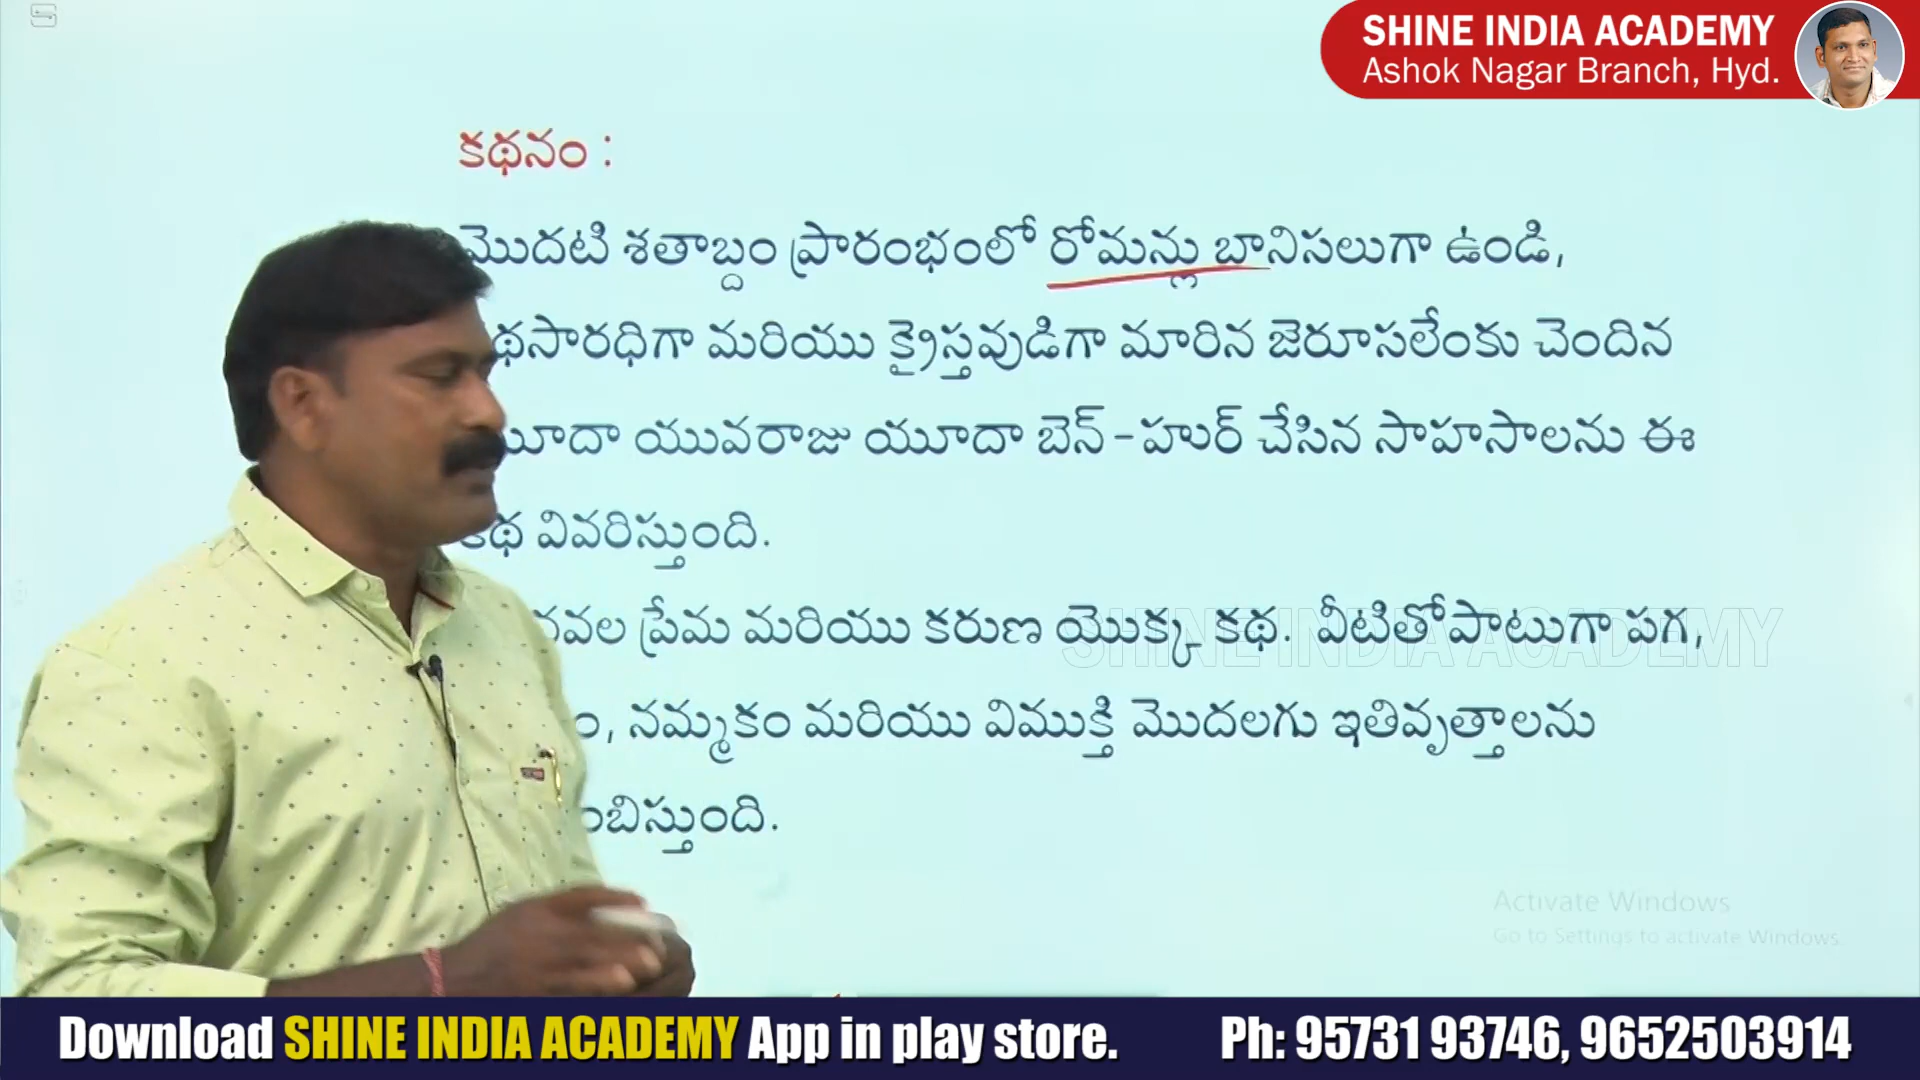 SHINE INDIA ACADEMY
Ashok Nagar Branch, Hyd.
కథనం :
మొదటి శతాబ్దం ప్రారంభంలో రోమన్లు బానిసలుగా ఉండి,
థసారధిగా మరియు క్రైస్తవుడిగా మారిన జెరూసలేంకు చెందిన
యూదా యువరాజు యూదా బెన్-హుర్ చేసిన సాహసాలను ఈ
కథ వివరిస్తుంది.
వల ప్రేమ మరియు కరుణ యొక్క కథ. వీటితోపాటుగా పగ,
SHINE INDIA ACADEMY
నమ్మకం మరియు విముక్తి మొదలగు ఇతివృత్తాలను
ంబిస్తుంది.
Activate Windows
Go to Settings to activate Windows.
Download SHINE INDIA ACADEMY App in play store.
Ph: 95731 93746, 9652503914